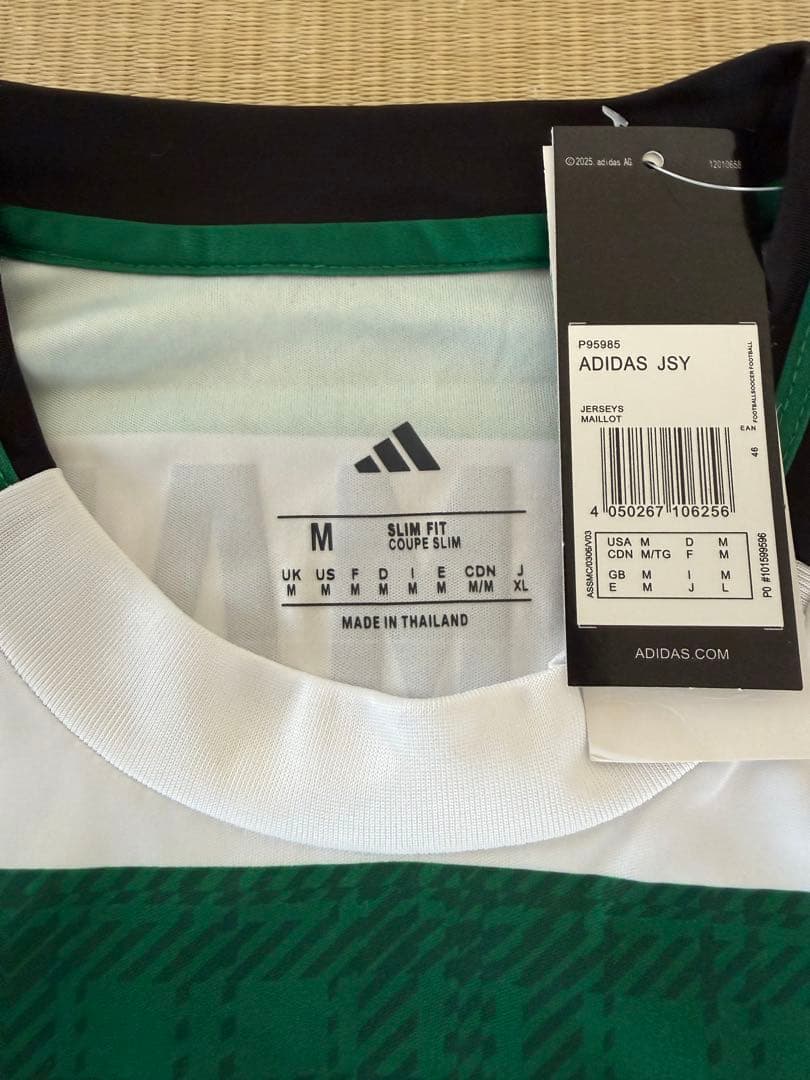 ©2025. adidas AG
12010658
P95985
ADIDAS JSY
JERSEYS
MAILLOT
FOOTBALL/SOCCER FOOTBALL
EAN
46
4 050267 106256
USA M D M
CDN M/TG F M
GB M I M
E M J L
ASSMC/0306/V03
PO #101599596
ADIDAS.COM
M
SLIM FIT
COUPE SLIM
UK US F D I E CDN J
M M M M M M M/M XL
MADE IN THAILAND